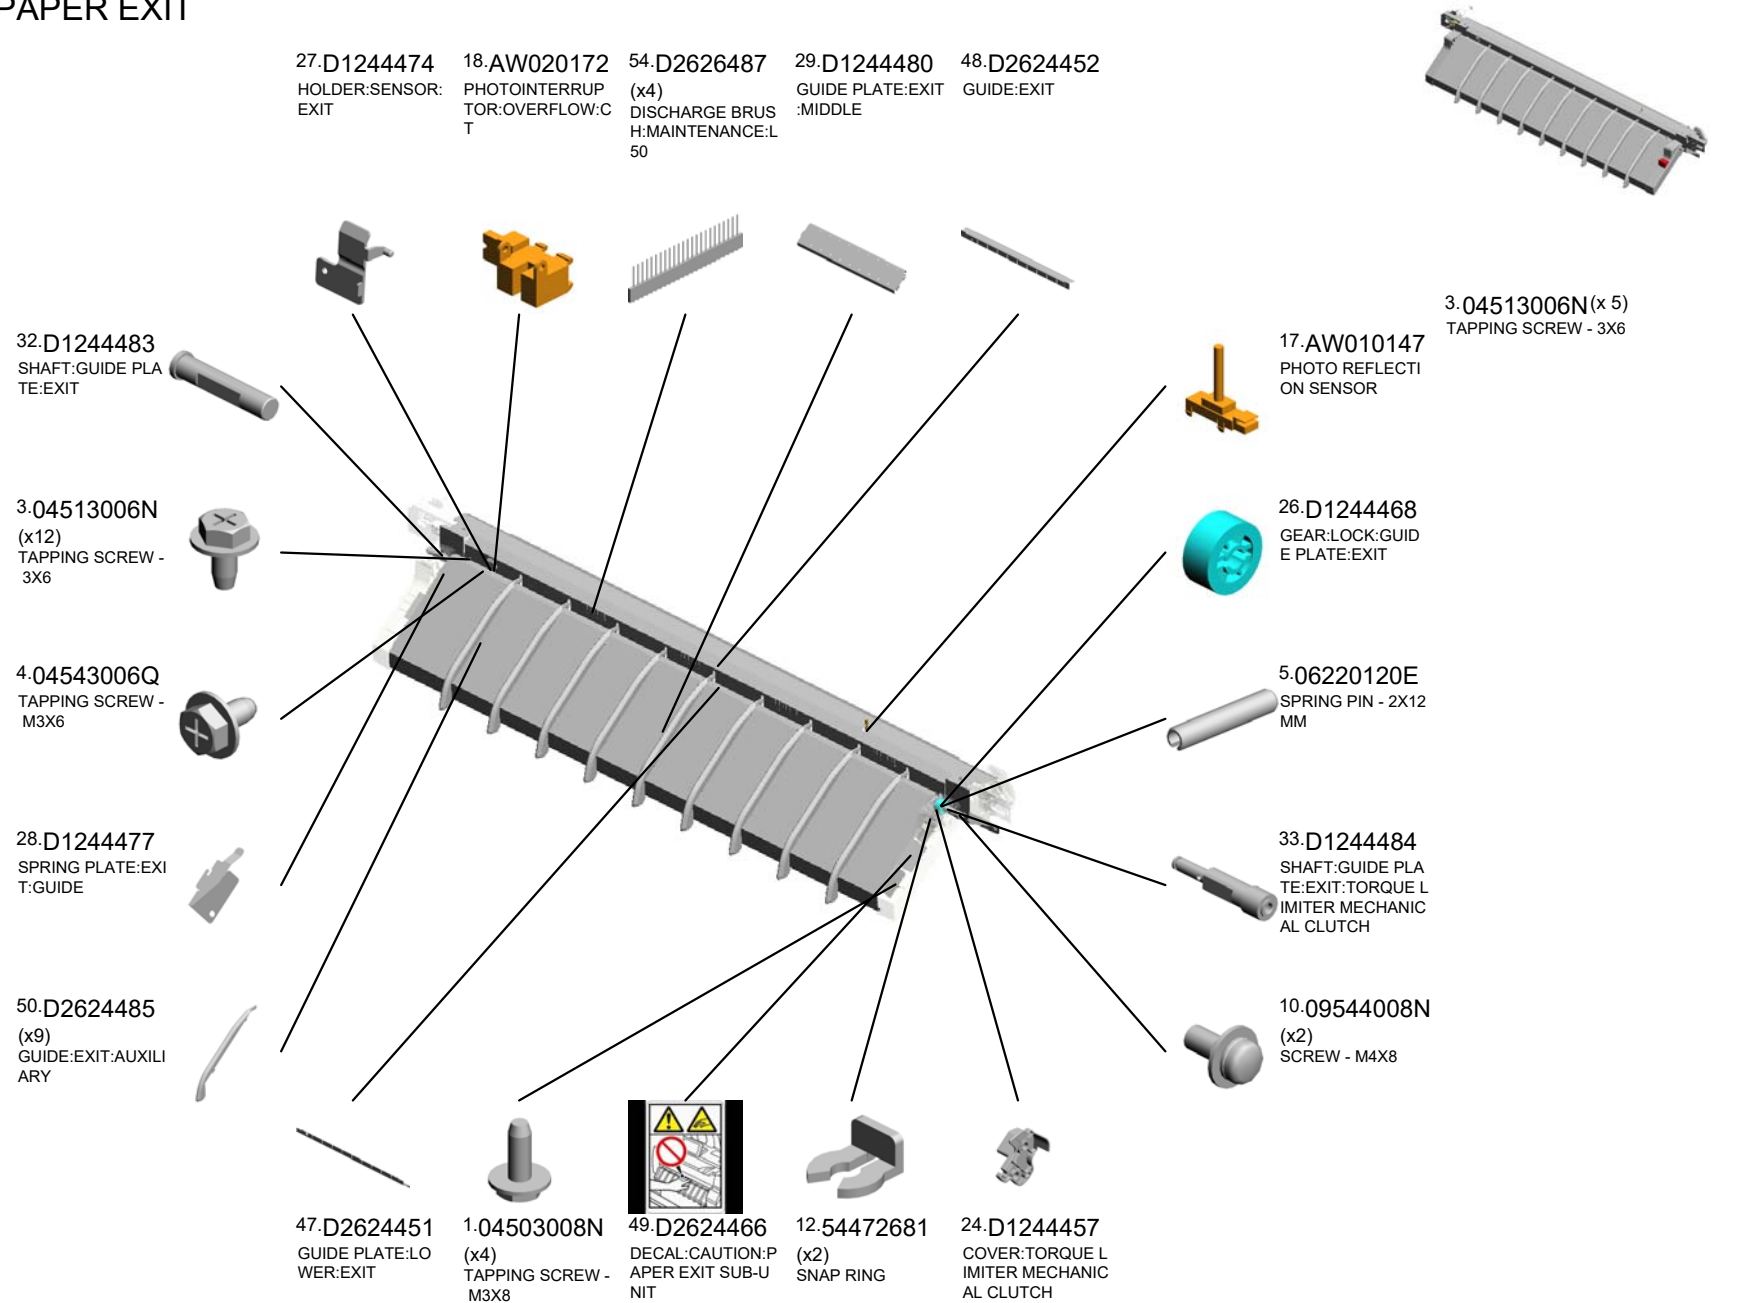 PAPER EXIT
27.D1244474
HOLDER:SENSOR:
EXIT
18.AW020172
PHOTOINTERRUP
TOR:OVERFLOW:C
T
54.D2626487
(x4)
DISCHARGE BRUS
H:MAINTENANCE:L
50
29.D1244480
GUIDE PLATE:EXIT
:MIDDLE
48.D2624452
GUIDE:EXIT
3.04513006N(x 5)
TAPPING SCREW - 3X6
32.D1244483
SHAFT:GUIDE PLA
TE:EXIT
17.AW010147
PHOTO REFLECTI
ON SENSOR
3.04513006N
(x12)
TAPPING SCREW -
3X6
26.D1244468
GEAR:LOCK:GUID
E PLATE:EXIT
4.04543006Q
TAPPING SCREW -
M3X6
5.06220120E
SPRING PIN - 2X12
MM
28.D1244477
SPRING PLATE:EXI
T:GUIDE
33.D1244484
SHAFT:GUIDE PLA
TE:EXIT:TORQUE L
IMITER MECHANIC
AL CLUTCH
50.D2624485
(x9)
GUIDE:EXIT:AUXILI
ARY
10.09544008N
(x2)
SCREW - M4X8
47.D2624451
GUIDE PLATE:LO
WER:EXIT
1.04503008N
(x4)
TAPPING SCREW -
M3X8
49.D2624466
DECAL:CAUTION:P
APER EXIT SUB-U
NIT
12.54472681
(x2)
SNAP RING
24.D1244457
COVER:TORQUE L
IMITER MECHANIC
AL CLUTCH